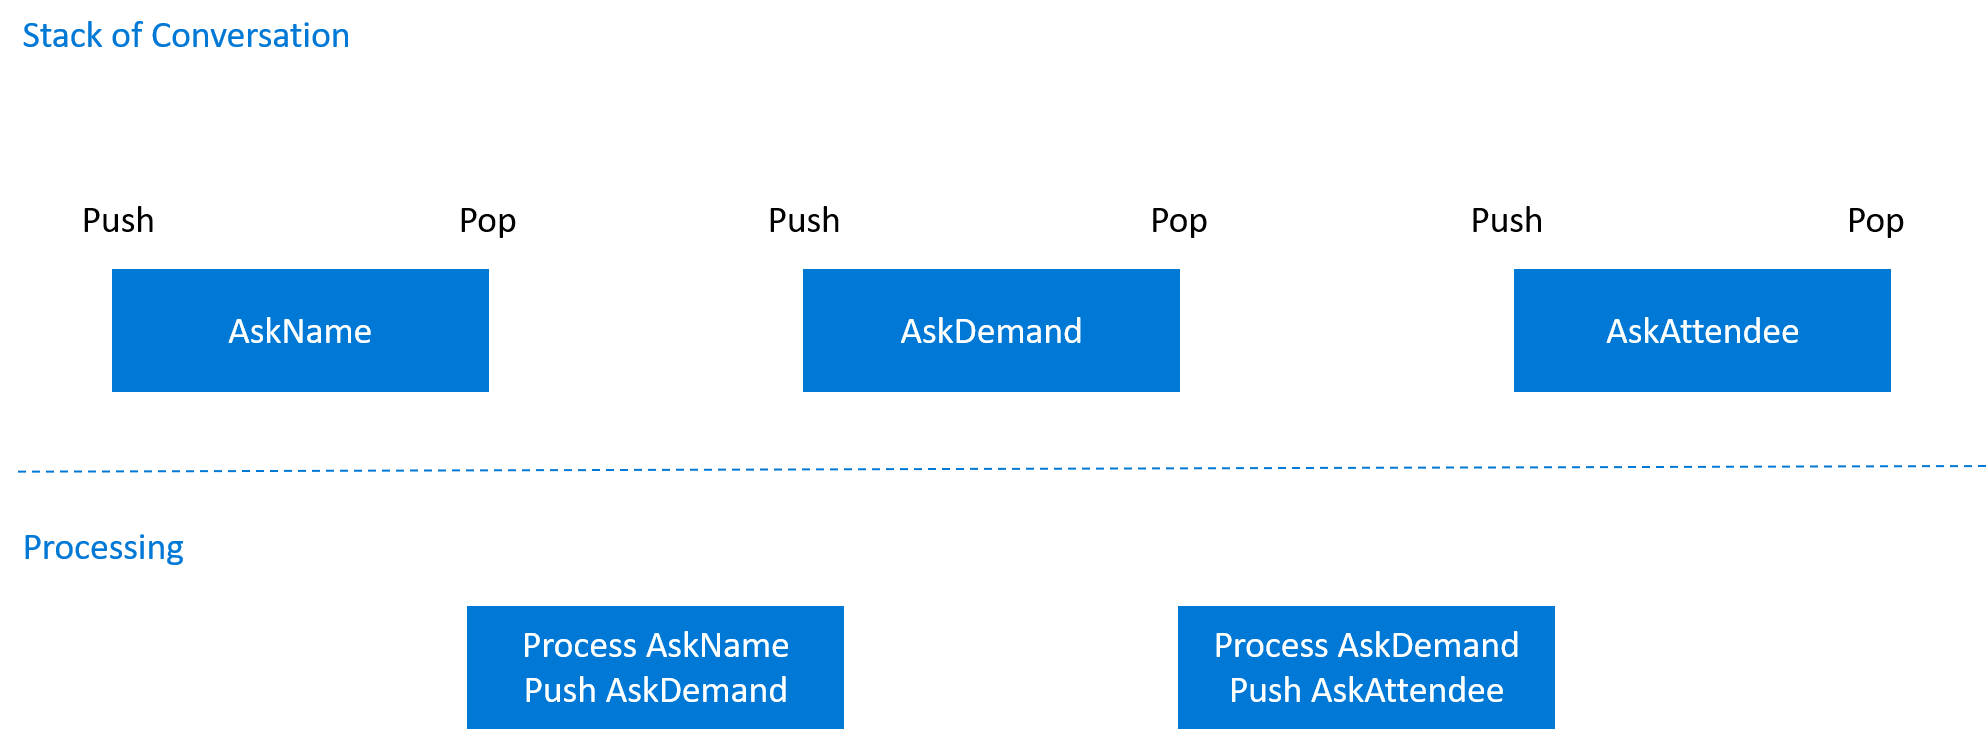 Stack of Conversation
Push
Pop
Push
Pop
Push
Pop
AskName
AskDemand
AskAttendee
Processing
Process AskName
Push AskDemand
Process AskDemand
Push AskAttendee